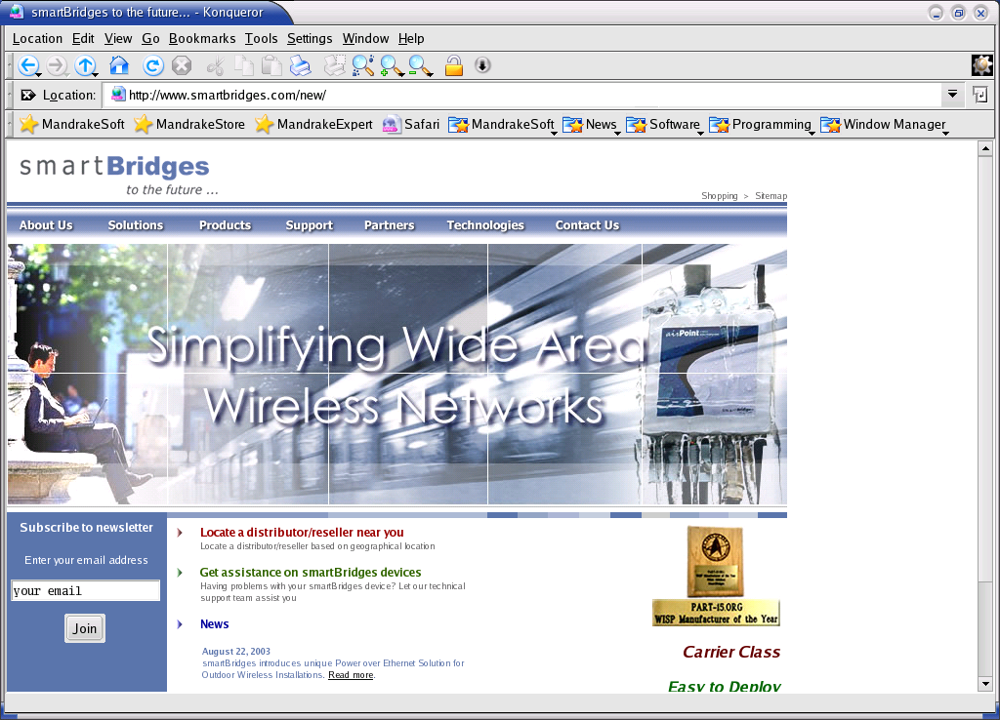 smartBridges to the future... - Konqueror
Location Edit View Go Bookmarks Tools Settings Window Help
Location: http://www.smartbridges.com/new/
MandrakeSoft MandrakeStore MandrakeExpert Safari MandrakeSoft News Software Programming Window Manager
smartBridges
to the future ...
Shopping > Sitemap
About Us Solutions Products Support Partners Technologies Contact Us
airPoint
Simplifying Wide Area
Wireless Networks
Subscribe to newsletter
Enter your email address
your email
Join
Locate a distributor/reseller near you
Locate a distributor/reseller based on geographical location
Get assistance on smartBridges devices
Having problems with your smartBridges device? Let our technical
support team assist you
News
August 22, 2003
smartBridges introduces unique Power over Ethernet Solution for
Outdoor Wireless Installations. Read more.
PART-15.ORG
WISP Manufacturer of the Year
Carrier Class
Easy to Deploy